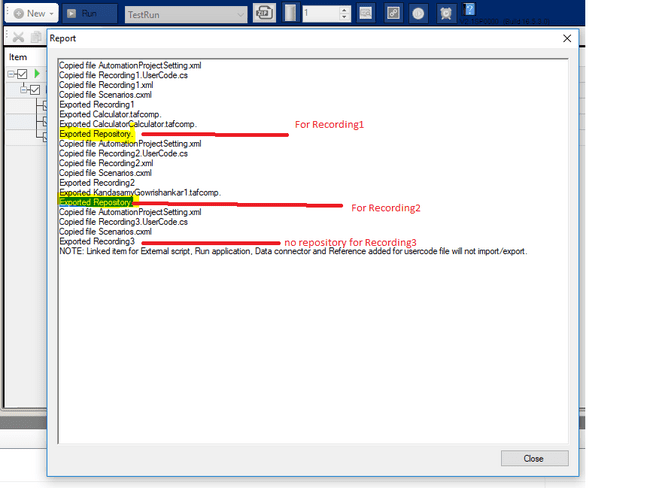 New
Run
TestRun
1
Item
Report
Copied file AutomationProjectSetting.xml
Copied file Recording1.UserCode.cs
Copied file Recording1.xml
Copied file Scenarios.cxml
Exported Recording1
Exported Calculator.tafcomp.
Exported CalculatorCalculator.tafcomp.
Exported Repository.
For Recording1
Copied file AutomationProjectSetting.xml
Copied file Recording2.UserCode.cs
Copied file Recording2.xml
Copied file Scenarios.cxml
Exported Recording2
Exported KandasamyGowrishankar1.tafcomp.
Exported Repository.
For Recording2
Copied file AutomationProjectSetting.xml
Copied file Recording3.UserCode.cs
Copied file Scenarios.cxml
Exported Recording3
no repository for Recording3
NOTE: Linked item for External script, Run application, Data connector and Reference added for usercode file will not import/export.
Close